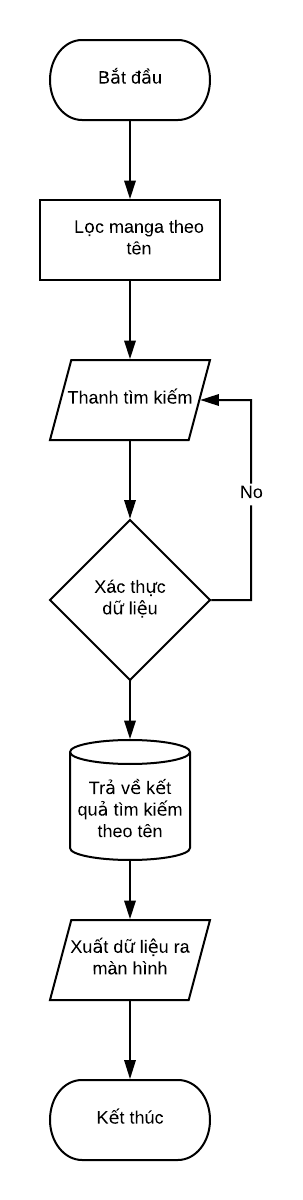 Bắt đầu
Lọc manga theo
tên
Thanh tìm kiếm
No
Xác thực
dữ liệu
Trả về kết
quả tìm kiếm
theo tên
Xuất dữ liệu ra
màn hình
Kết thúc